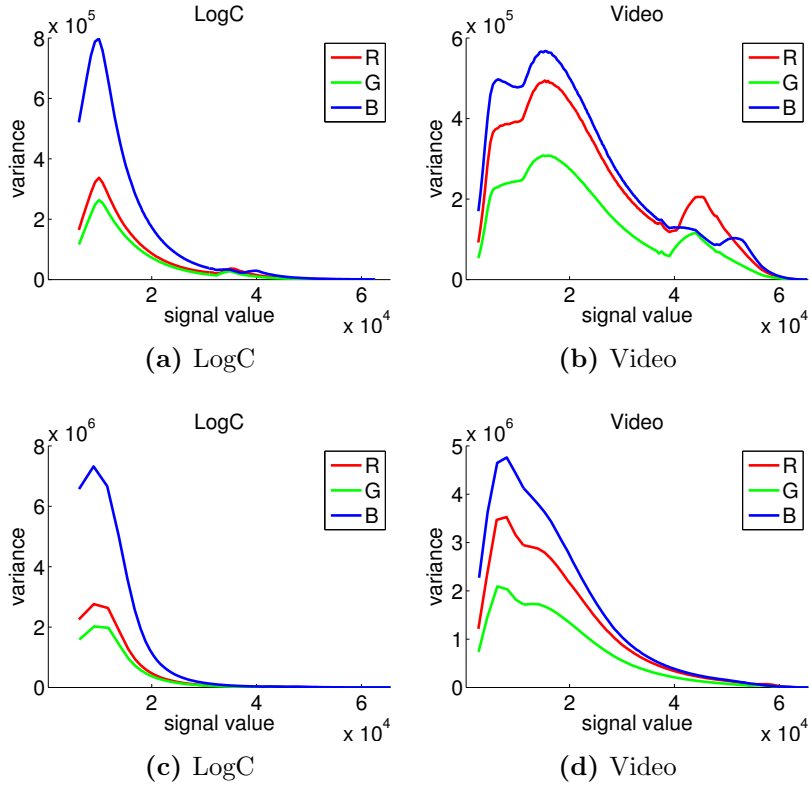 LogC
x 10^5
8
6
4
2
0
variance
2
4
6
signal value
x 10^4
R
G
B
(a) LogC
Video
x 10^5
6
4
2
0
variance
2
4
6
signal value
x 10^4
R
G
B
(b) Video
LogC
x 10^6
8
6
4
2
0
variance
2
4
6
signal value
x 10^4
R
G
B
(c) LogC
Video
x 10^6
5
4
3
2
1
0
variance
2
4
6
signal value
x 10^4
R
G
B
(d) Video